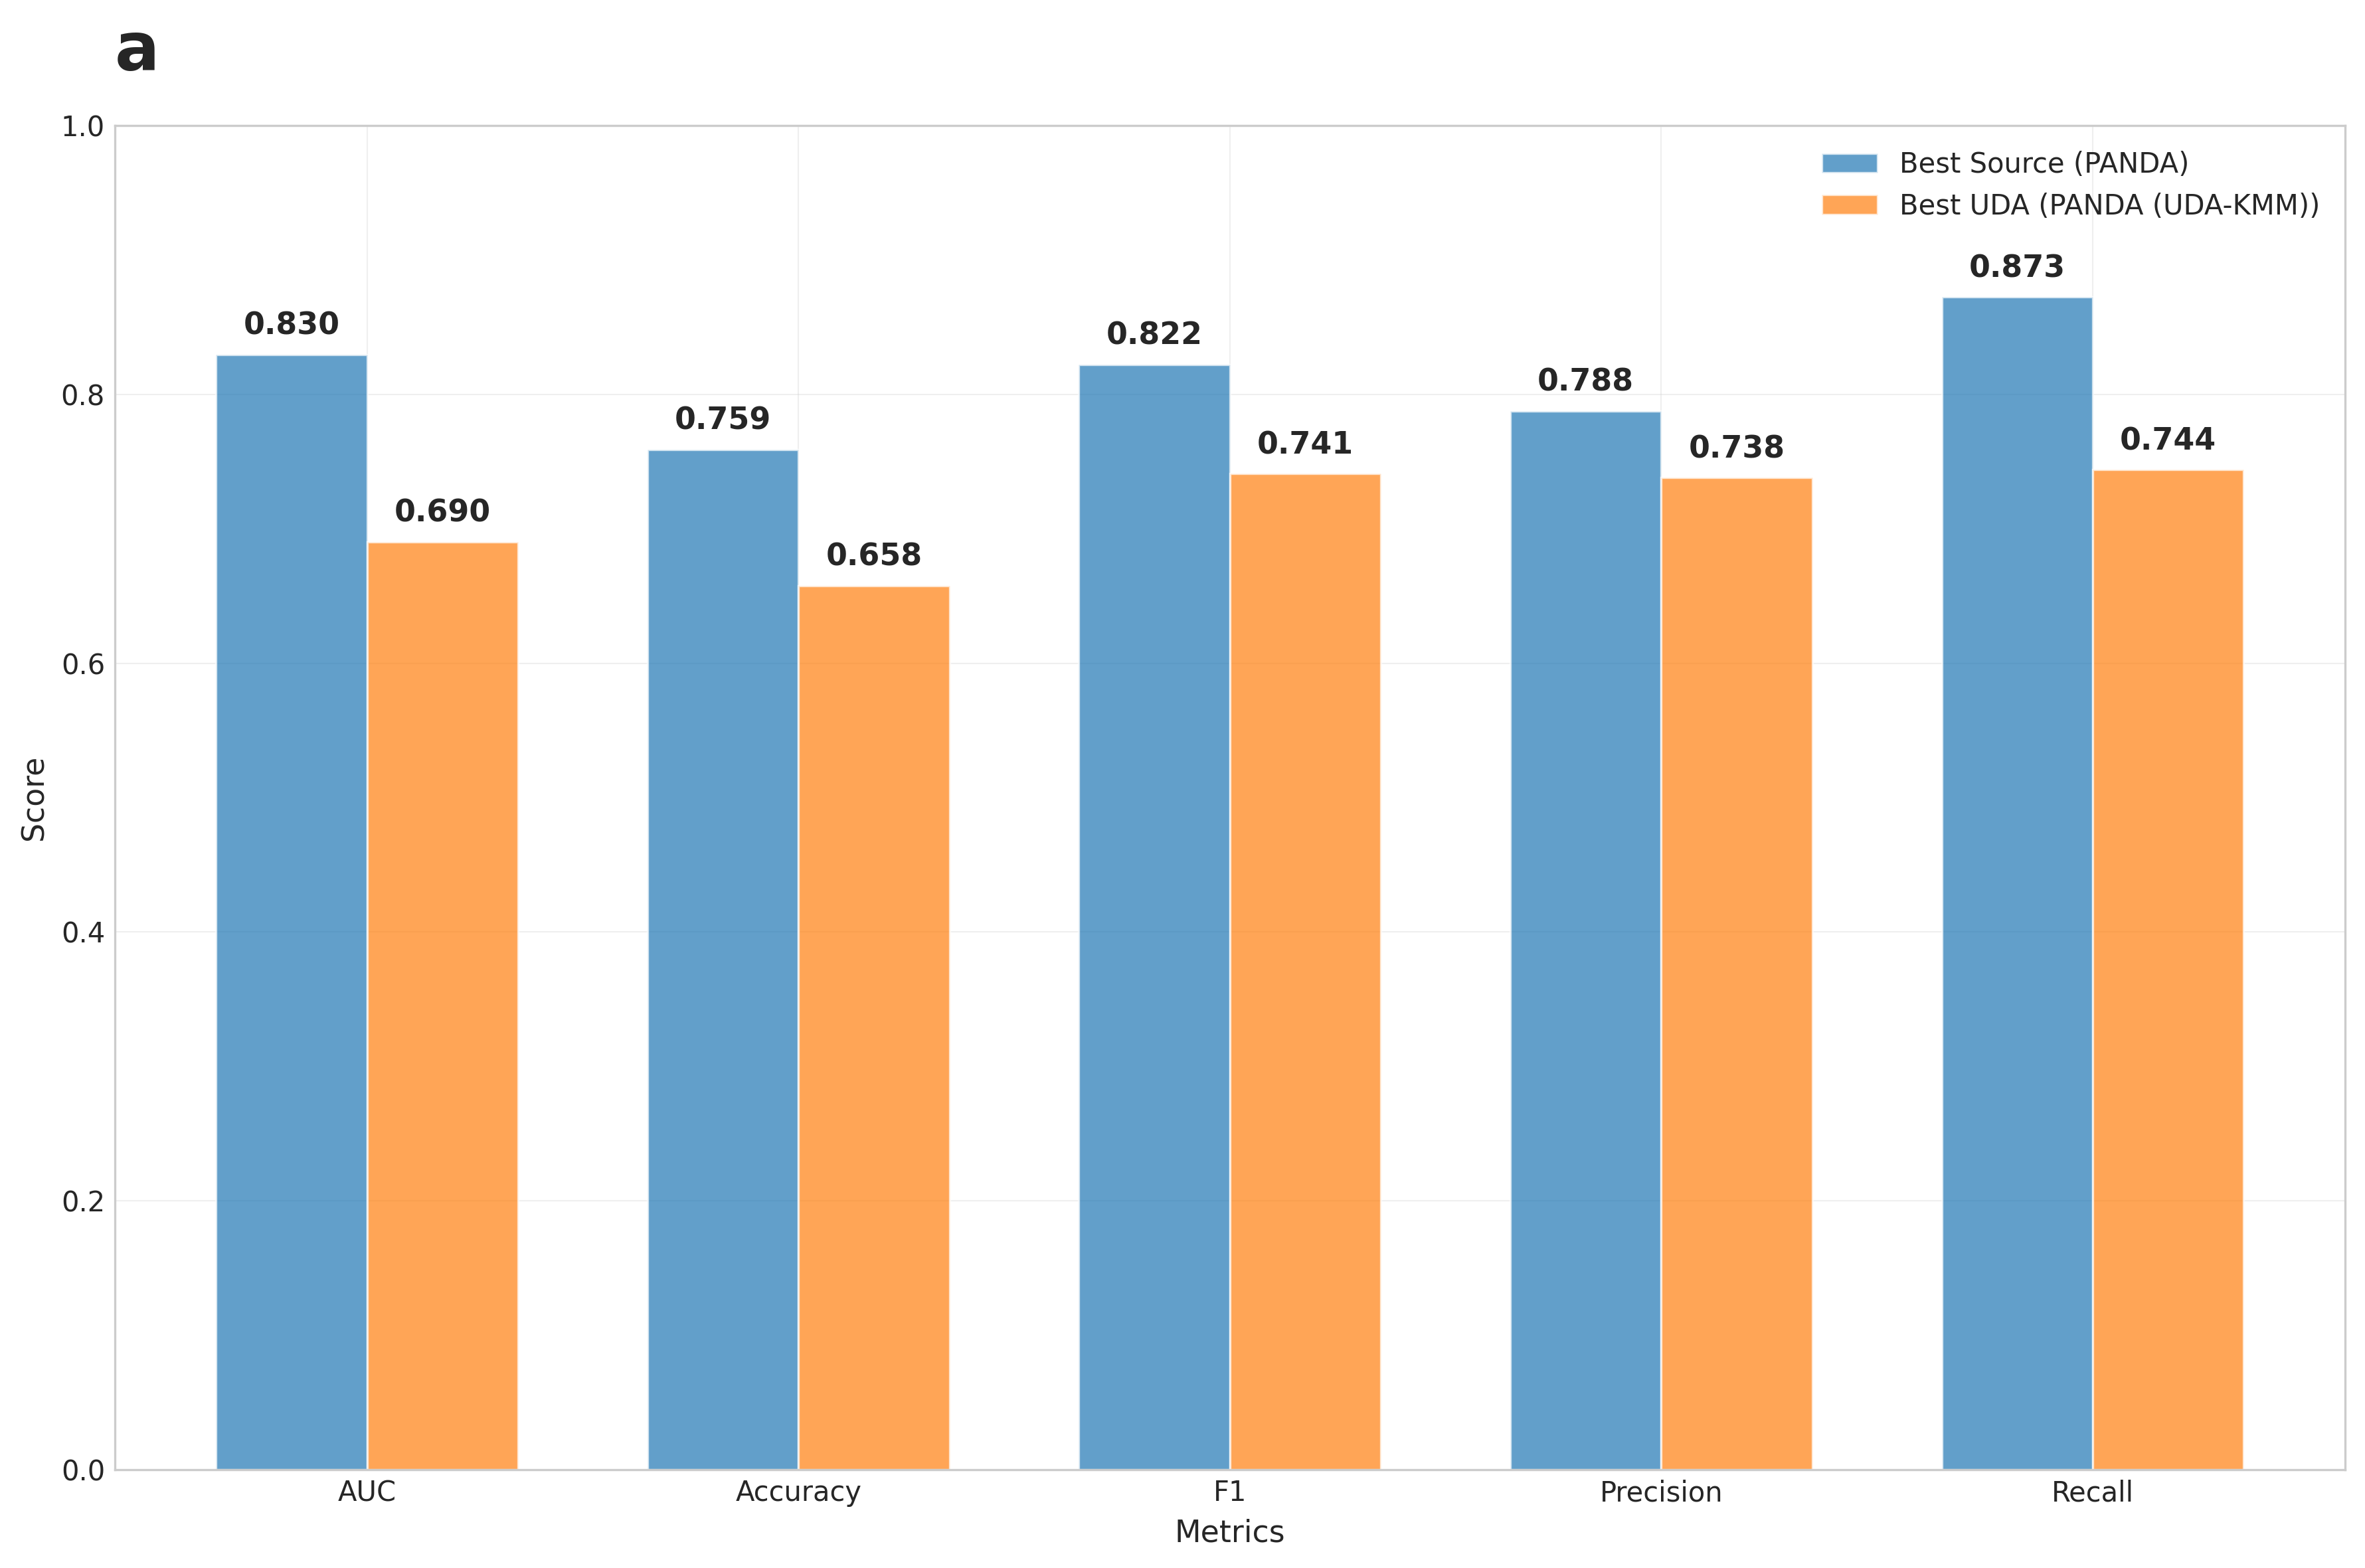 a
1.0
0.8
0.6
0.4
0.2
0.0
Score
Best Source (PANDA)
Best UDA (PANDA (UDA-KMM))
0.830
0.690
0.759
0.658
0.822
0.741
0.788
0.738
0.873
0.744
AUC
Accuracy
F1
Precision
Recall
Metrics